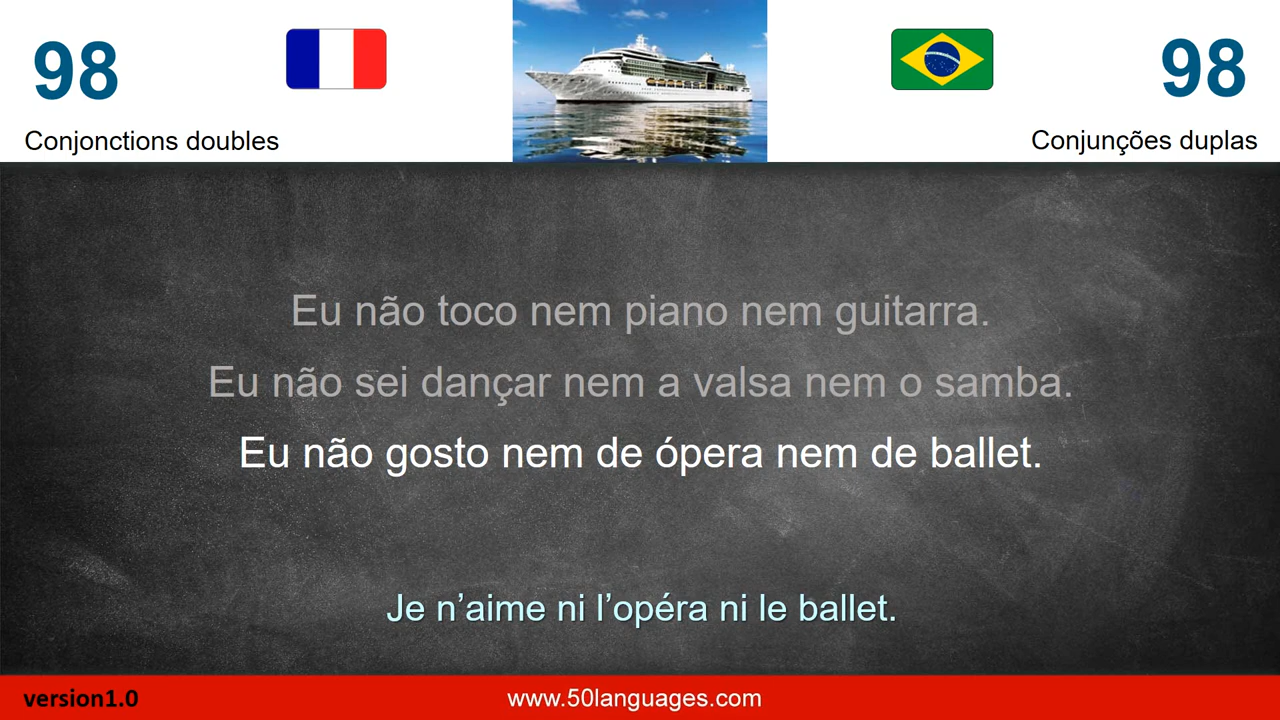 98
98
Conjonctions doubles
Conjunções duplas
Eu não toco nem piano nem guitarra.
Eu não sei dançar nem a valsa nem o samba.
Eu não gosto nem de ópera nem de ballet.
Je n’aime ni l’opéra ni le ballet.
version1.0
www.50languages.com